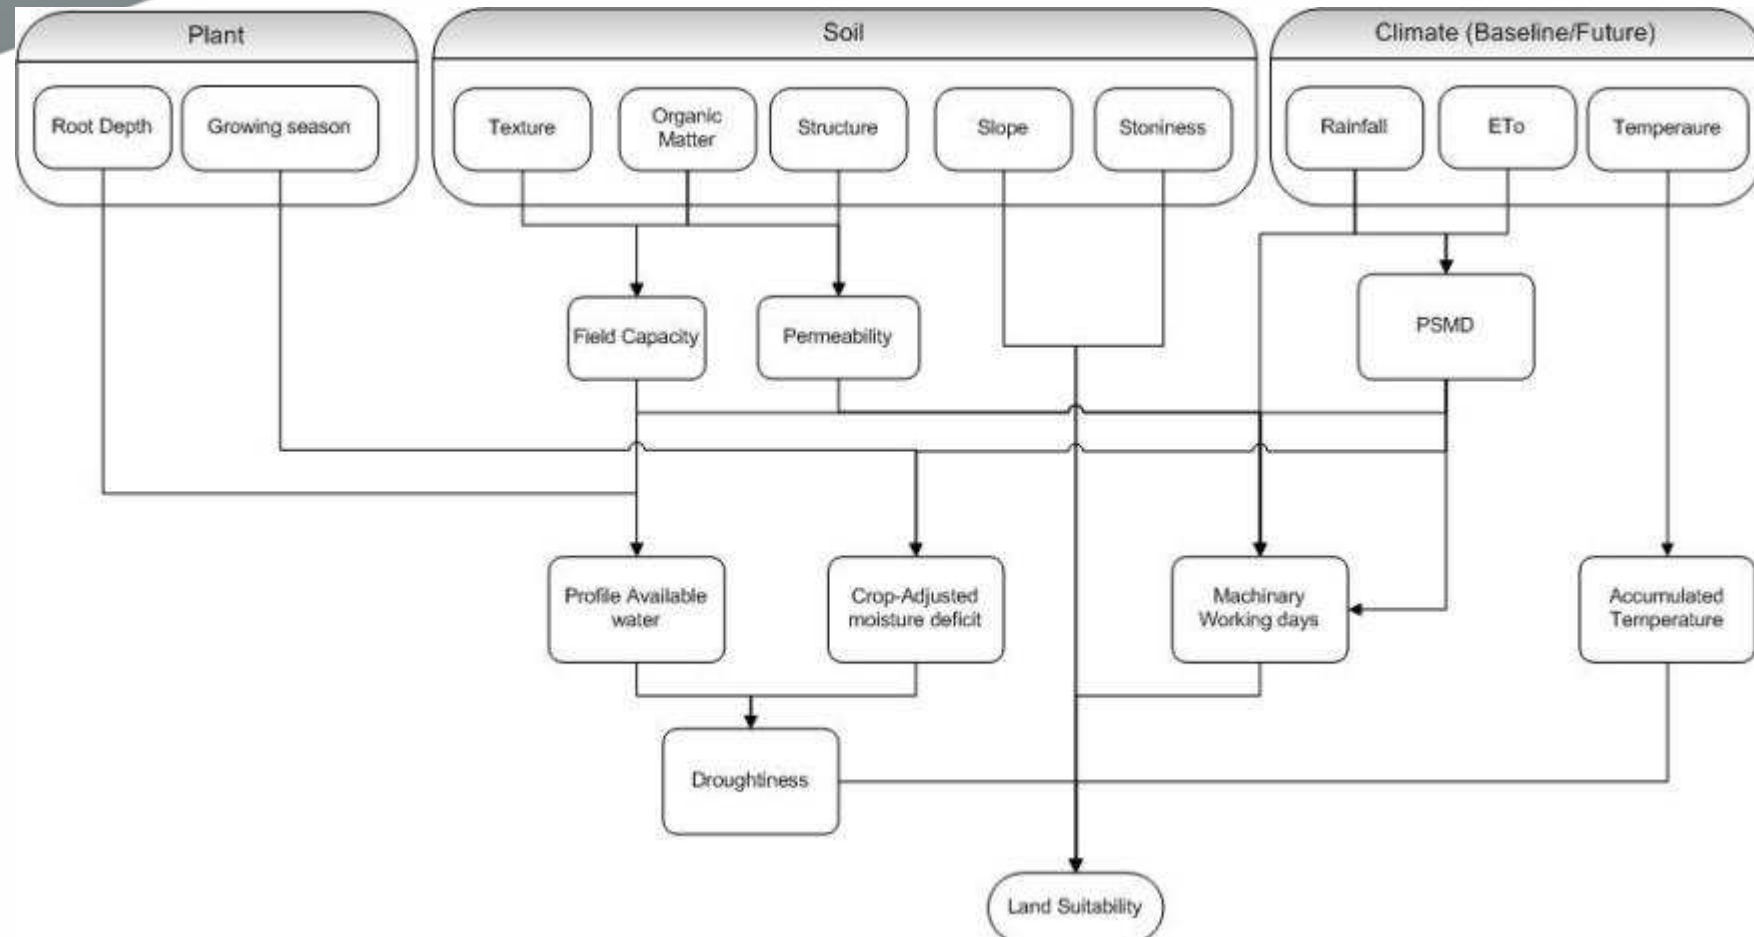 Plant
Soil
Climate (Baseline/Future)
Root Depth
Growing season
Texture
Organic
Matter
Structure
Slope
Stoniness
Rainfall
ETo
Temperaure
Field Capacity
Permeability
PSMD
Profile Available
water
Crop-Adjusted
moisture deficit
Machinary
Working days
Accumulated
Temperature
Droughtiness
Land Suitability